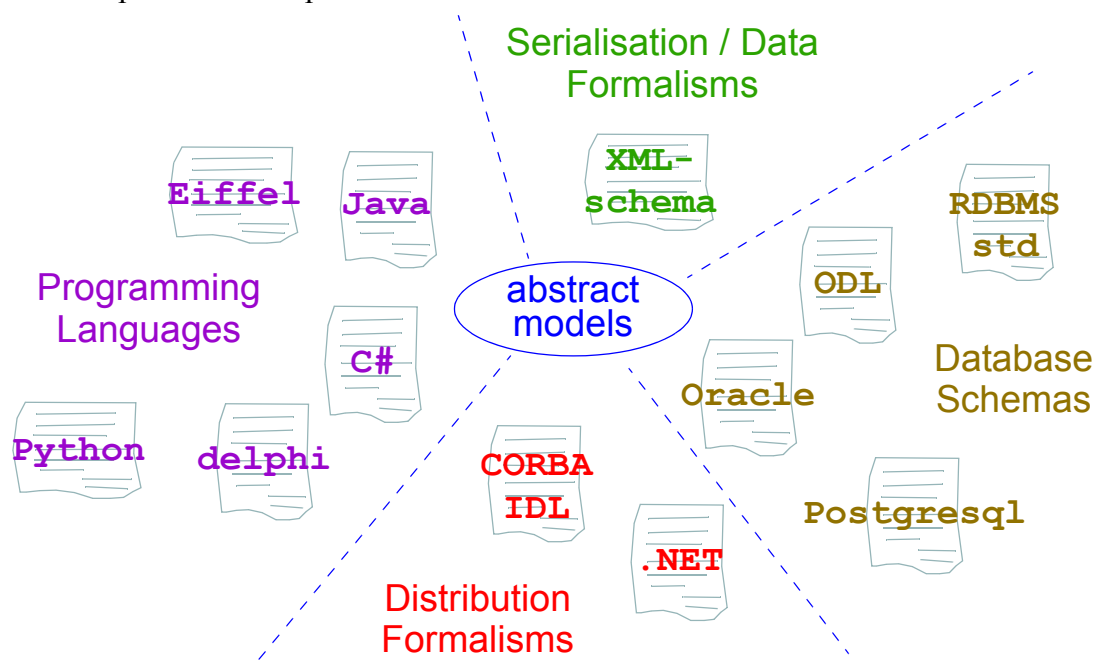 Serialisation / Data
Formalisms
XML-
schema
Eiffel
Java
RDBMS
std
ODL
Programming
Languages
abstract
models
C#
Oracle
Database
Schemas
Python
delphi
CORBA
IDL
Postgresql
.NET
Distribution
Formalisms